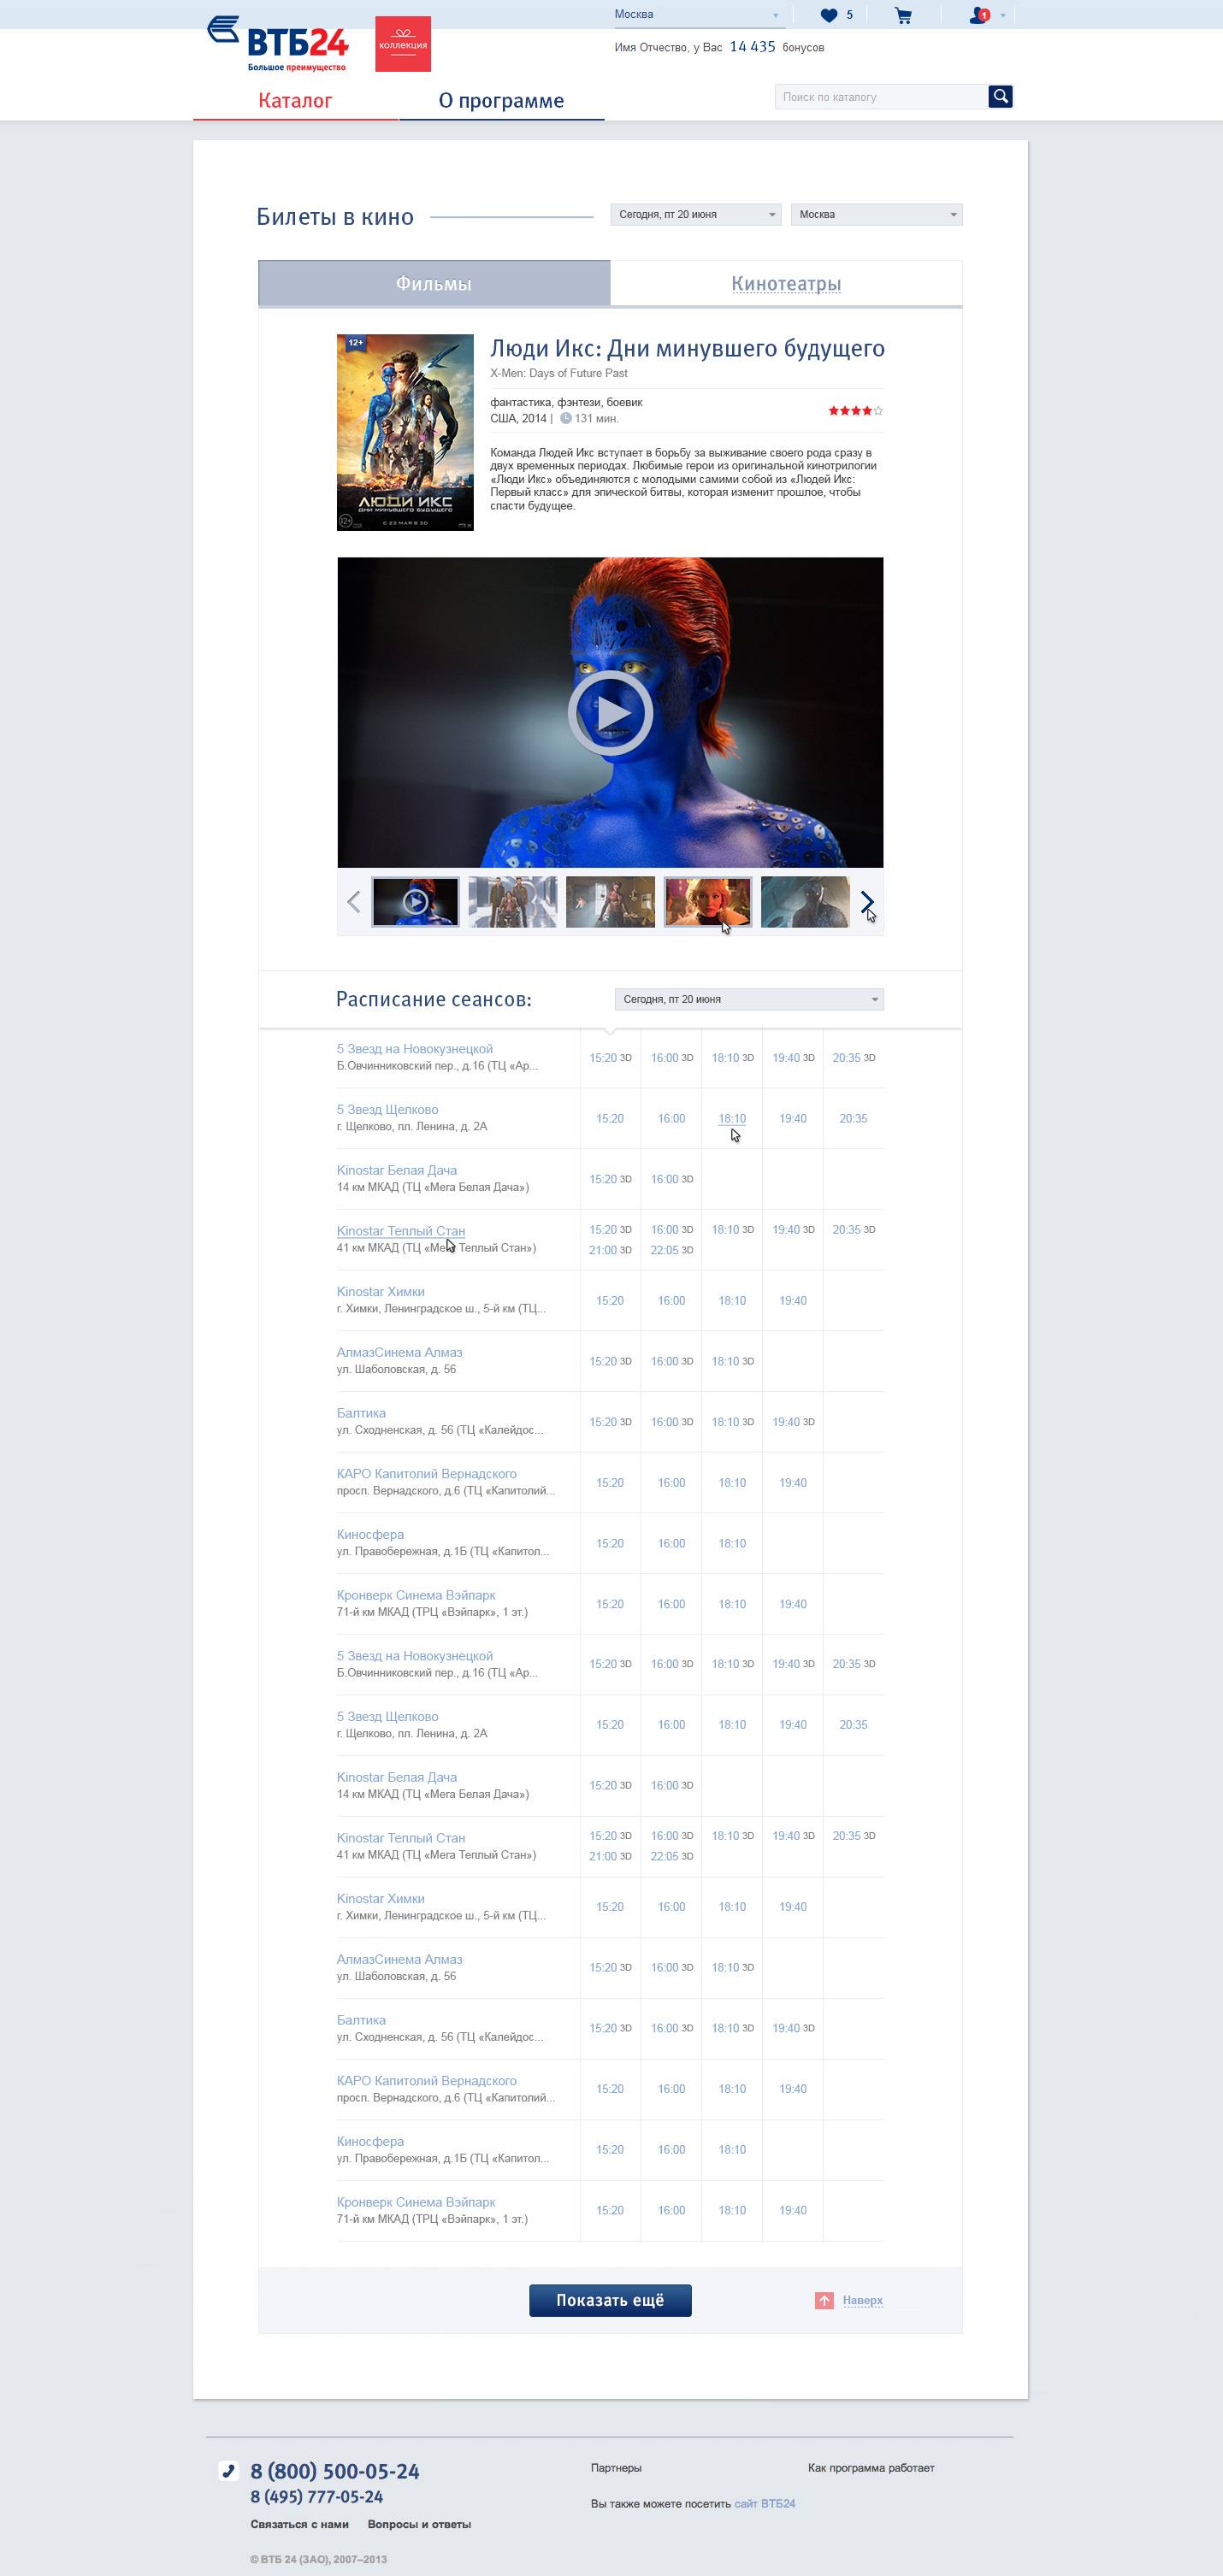 Москва
5
1
ВТБ24
Большое преимущество
коллекция
Имя Отчество, у Вас 14 435 бонусов
Каталог
О программе
Поиск по каталогу
Билеты в кино
Сегодня, пт 20 июня
Москва
Фильмы
Кинотеатры
12+
ЛЮДИ ИКС
ДНИ МИНУВШЕГО БУДУЩЕГО
12+
С 22 МАЯ В 3D
Люди Икс: Дни минувшего будущего
X-Men: Days of Future Past
фантастика, фэнтези, боевик
США, 2014 | 131 мин.
Команда Людей Икс вступает в борьбу за выживание своего рода сразу в
двух временных периодах. Любимые герои из оригинальной кинотрилогии
«Люди Икс» объединяются с молодыми самими собой из «Людей Икс:
Первый класс» для эпической битвы, которая изменит прошлое, чтобы
спасти будущее.
Расписание сеансов:
Сегодня, пт 20 июня
5 Звезд на Новокузнецкой
Б.Овчинниковский пер., д.16 (ТЦ «Ар...
15:20 3D 16:00 3D 18:10 3D 19:40 3D 20:35 3D
5 Звезд Щелково
г. Щелково, пл. Ленина, д. 2А
15:20 16:00 18:10 19:40 20:35
Kinostar Белая Дача
14 км МКАД (ТЦ «Мега Белая Дача»)
15:20 3D 16:00 3D
Kinostar Теплый Стан
41 км МКАД (ТЦ «Мега Теплый Стан»)
15:20 3D 16:00 3D 18:10 3D 19:40 3D 20:35 3D
21:00 3D 22:05 3D
Kinostar Химки
г. Химки, Ленинградское ш., 5-й км (ТЦ...
15:20 16:00 18:10 19:40
АлмазСинема Алмаз
ул. Шаболовская, д. 56
15:20 3D 16:00 3D 18:10 3D
Балтика
ул. Сходненская, д. 56 (ТЦ «Калейдос...
15:20 3D 16:00 3D 18:10 3D 19:40 3D
КАРО Капитолий Вернадского
просп. Вернадского, д.6 (ТЦ «Капитолий...
15:20 16:00 18:10 19:40
Киносфера
ул. Правобережная, д.1Б (ТЦ «Капитол...
15:20 16:00 18:10
Кронверк Синема Вэйпарк
71-й км МКАД (ТРЦ «Вэйпарк», 1 эт.)
15:20 16:00 18:10 19:40
5 Звезд на Новокузнецкой
Б.Овчинниковский пер., д.16 (ТЦ «Ар...
15:20 3D 16:00 3D 18:10 3D 19:40 3D 20:35 3D
5 Звезд Щелково
г. Щелково, пл. Ленина, д. 2А
15:20 16:00 18:10 19:40 20:35
Kinostar Белая Дача
14 км МКАД (ТЦ «Мега Белая Дача»)
15:20 3D 16:00 3D
Kinostar Теплый Стан
41 км МКАД (ТЦ «Мега Теплый Стан»)
15:20 3D 16:00 3D 18:10 3D 19:40 3D 20:35 3D
21:00 3D 22:05 3D
Kinostar Химки
г. Химки, Ленинградское ш., 5-й км (ТЦ...
15:20 16:00 18:10 19:40
АлмазСинема Алмаз
ул. Шаболовская, д. 56
15:20 3D 16:00 3D 18:10 3D
Балтика
ул. Сходненская, д. 56 (ТЦ «Калейдос...
15:20 3D 16:00 3D 18:10 3D 19:40 3D
КАРО Капитолий Вернадского
просп. Вернадского, д.6 (ТЦ «Капитолий...
15:20 16:00 18:10 19:40
Киносфера
ул. Правобережная, д.1Б (ТЦ «Капитол...
15:20 16:00 18:10
Кронверк Синема Вэйпарк
71-й км МКАД (ТРЦ «Вэйпарк», 1 эт.)
15:20 16:00 18:10 19:40
Показать ещё
Наверх
8 (800) 500-05-24
8 (495) 777-05-24
Связаться с нами Вопросы и ответы
© ВТБ 24 (ЗАО), 2007–2013
Партнеры
Как программа работает
Вы также можете посетить сайт ВТБ24